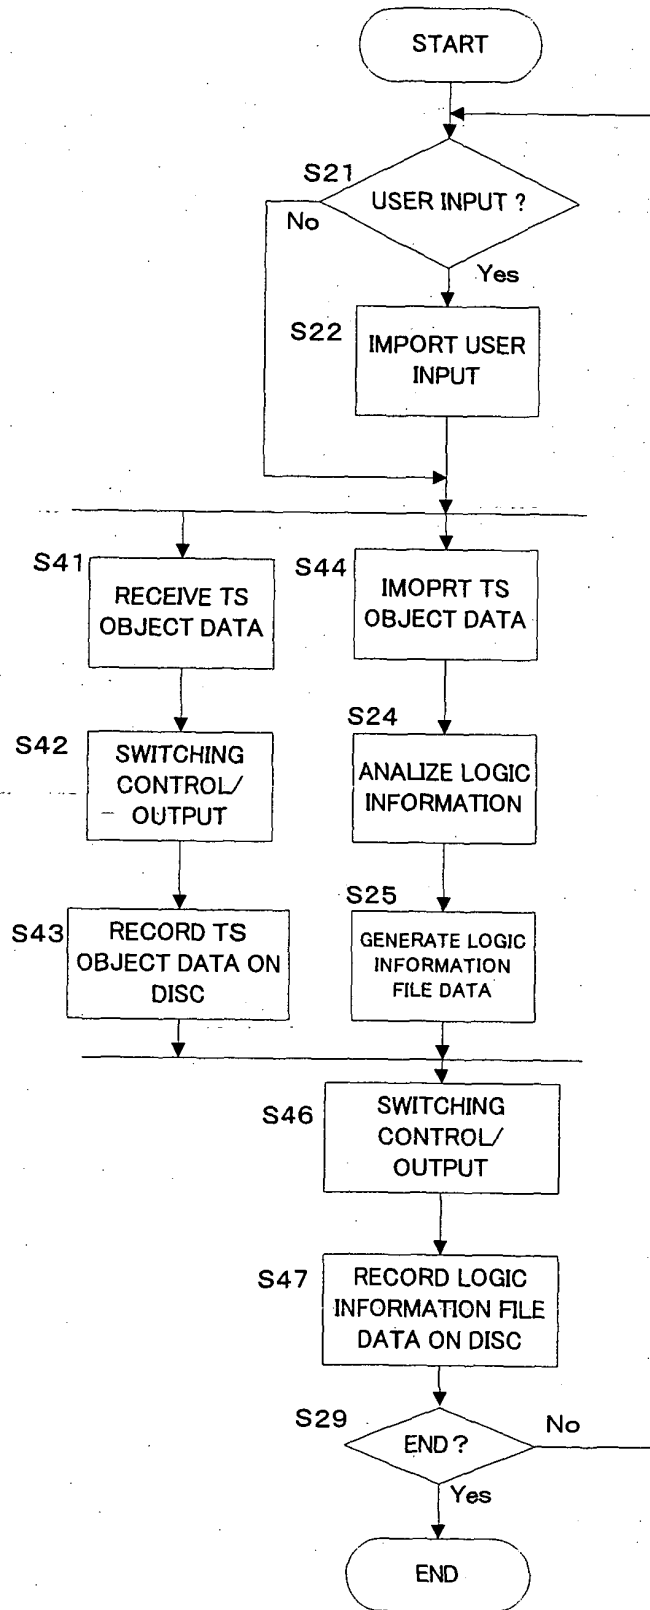 START
S21
USER INPUT ?
No
Yes
S22
IMPORT USER
INPUT
S41
RECEIVE TS
OBJECT DATA
S44
IMOPRT TS
OBJECT DATA
S42
SWITCHING
CONTROL/
OUTPUT
S24
ANALIZE LOGIC
INFORMATION
S43
RECORD TS
OBJECT DATA ON
DISC
S25
GENERATE LOGIC
INFORMATION
FILE DATA
S46
SWITCHING
CONTROL/
OUTPUT
S47
RECORD LOGIC
INFORMATION FILE
DATA ON DISC
S29
END ?
No
Yes
END